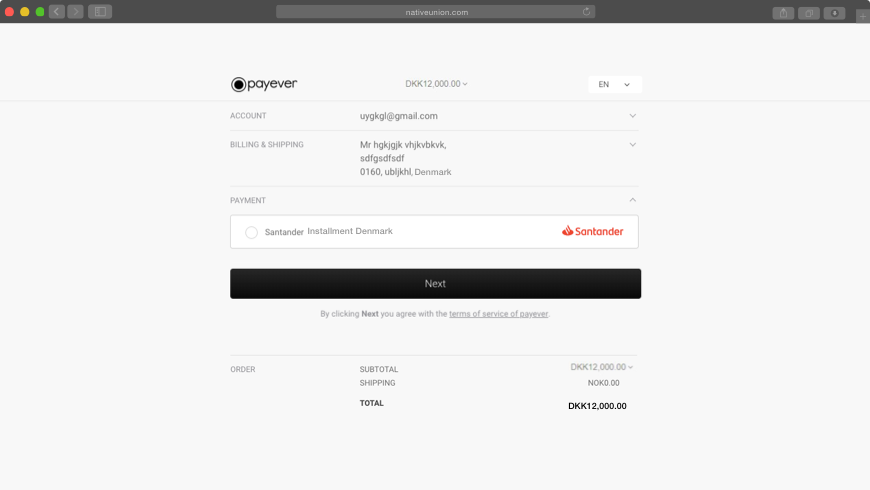 nativeunion.com
payever
DKK12,000.00
EN
ACCOUNT uygkgl@gmail.com
BILLING & SHIPPING Mr hgkjgjk vhjkvbkvk,
sdfgsdfsdf
0160, ubljkhl, Denmark
PAYMENT
Santander Installment Denmark Santander
Next
By clicking Next you agree with the terms of service of payever.
ORDER SUBTOTAL DKK12,000.00
SHIPPING NOK0.00
TOTAL DKK12,000.00